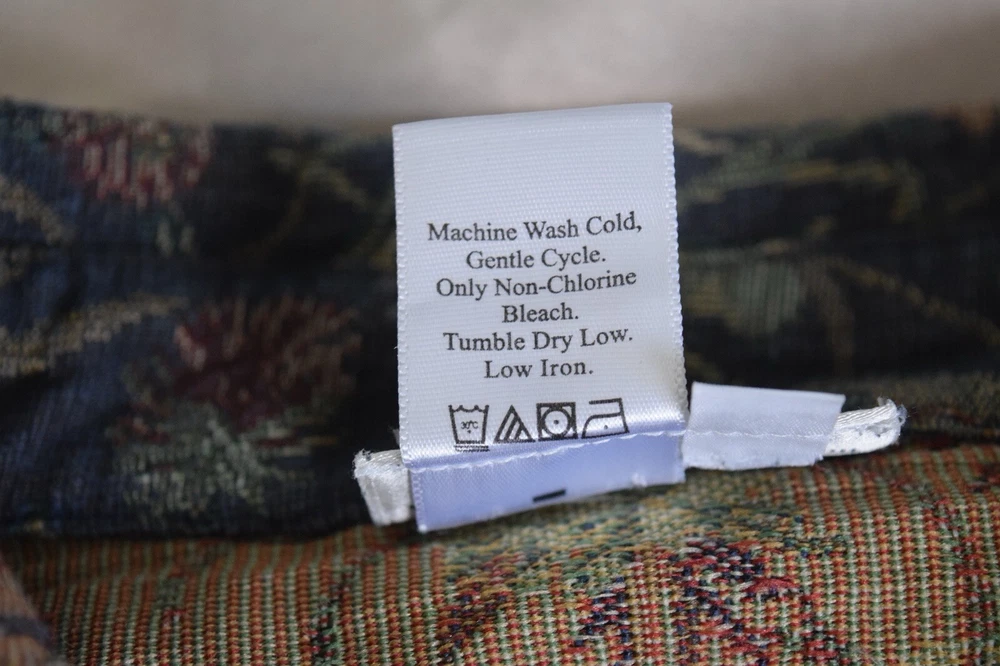 Machine Wash Cold,
Gentle Cycle.
Only Non-Chlorine
Bleach.
Tumble Dry Low.
Low Iron.